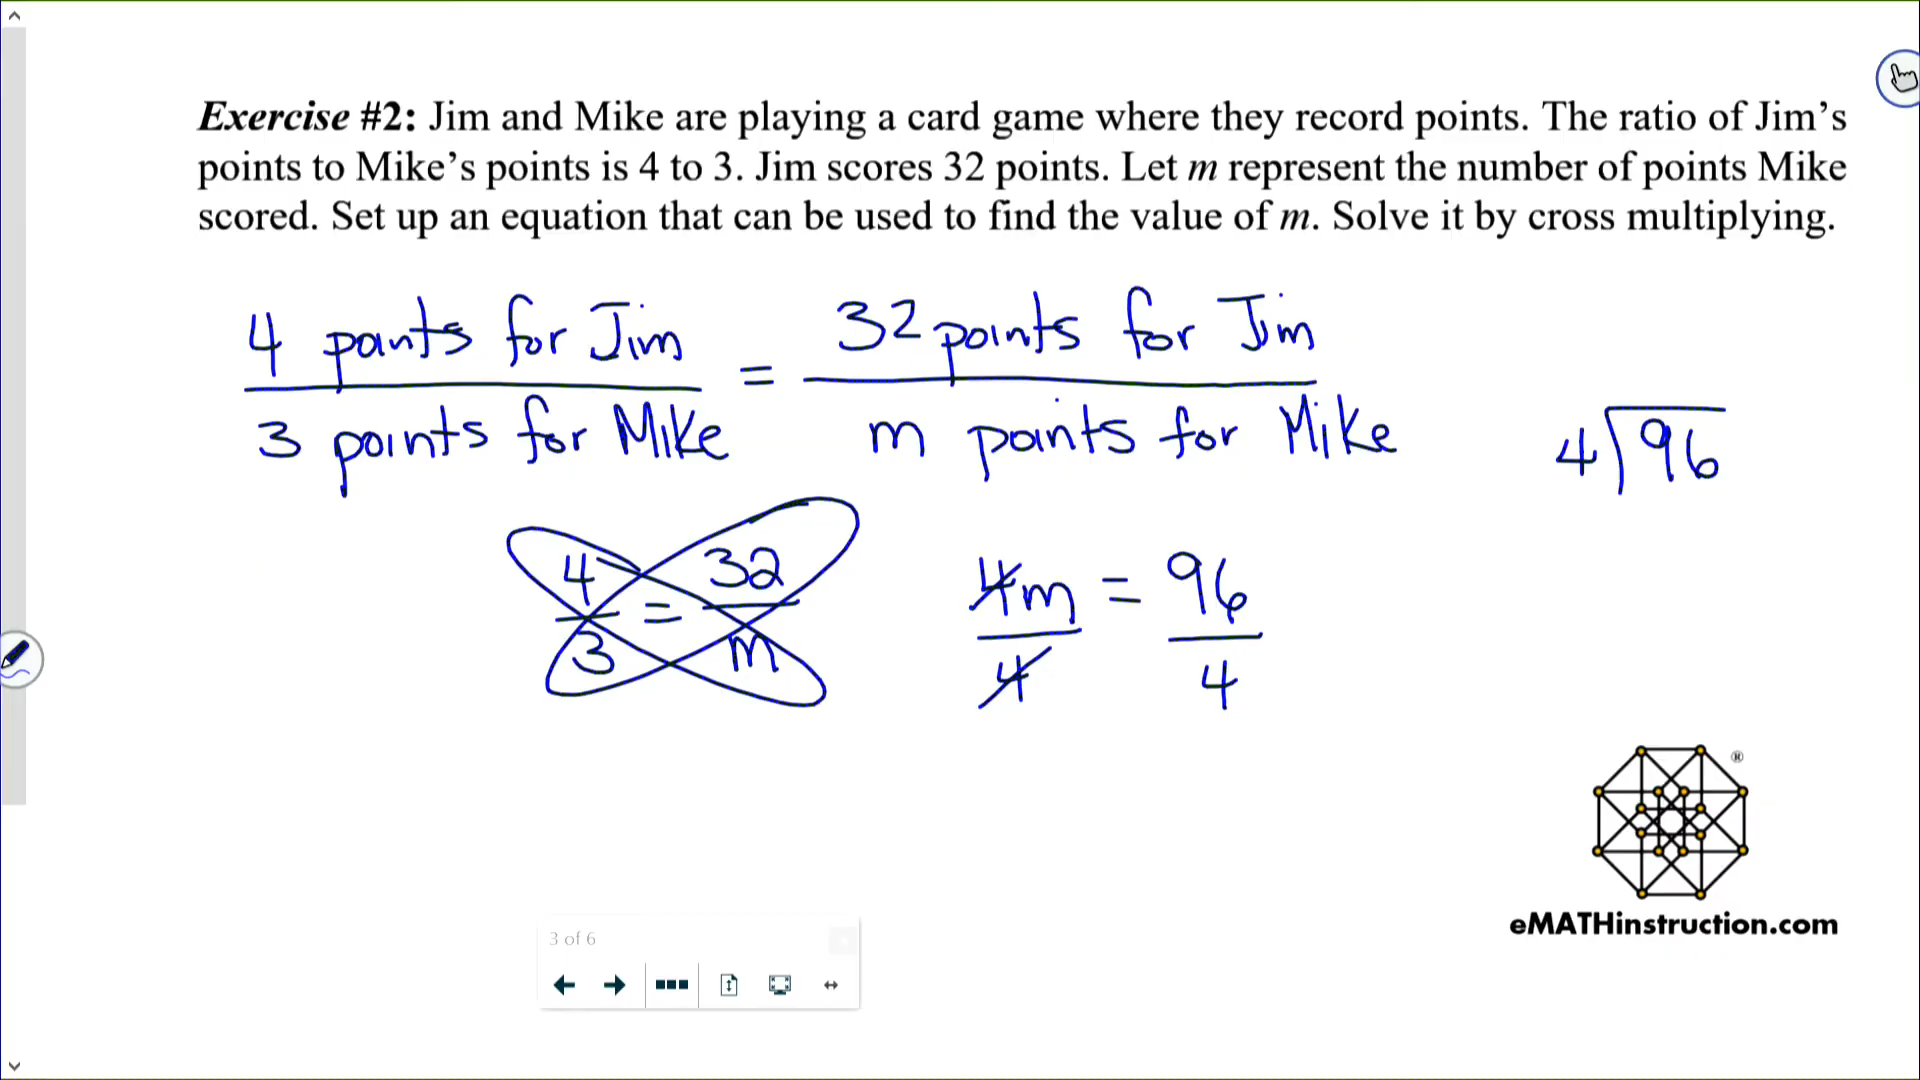 Exercise #2: Jim and Mike are playing a card game where they record points. The ratio of Jim’s
points to Mike’s points is 4 to 3. Jim scores 32 points. Let m represent the number of points Mike
scored. Set up an equation that can be used to find the value of m. Solve it by cross multiplying.
4 points for Jim = 32 points for Jim
3 points for Mike m points for Mike
4 96
4 = 32
3 m
4m = 96
4 4
®
eMATHinstruction.com
3 of 6